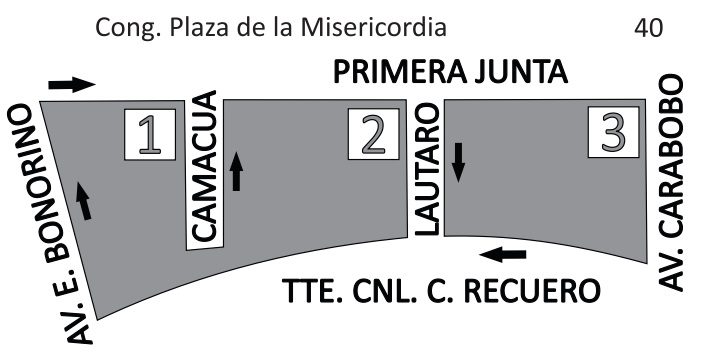 Cong. Plaza de la Misericordia
40
PRIMERA JUNTA
AV. E. BONORINO
1
CAMACUA
2
LAUTARO
3
AV. CARABOBO
TTE. CNL. C. RECUERO